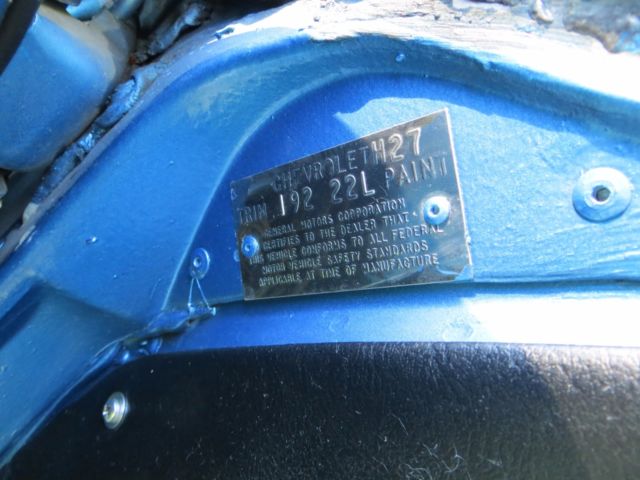 CHEVROLET H27
TRIM 192 22L PAINT
GENERAL MOTORS CORPORATION
CERTIFIES TO THE DEALER THAT
THIS VEHICLE CONFORMS TO ALL FEDERAL
MOTOR VEHICLE SAFETY STANDARDS
APPLICABLE AT TIME OF MANUFACTURE